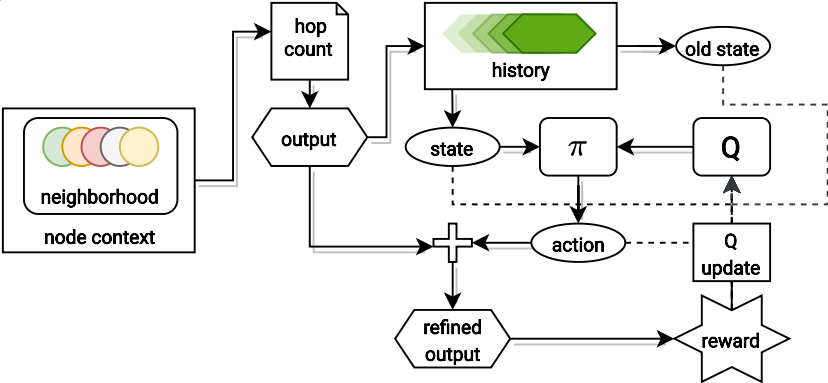 hop
count
history
old state
output
state
π
Q
neighborhood
node context
action
Q
update
refined
output
reward